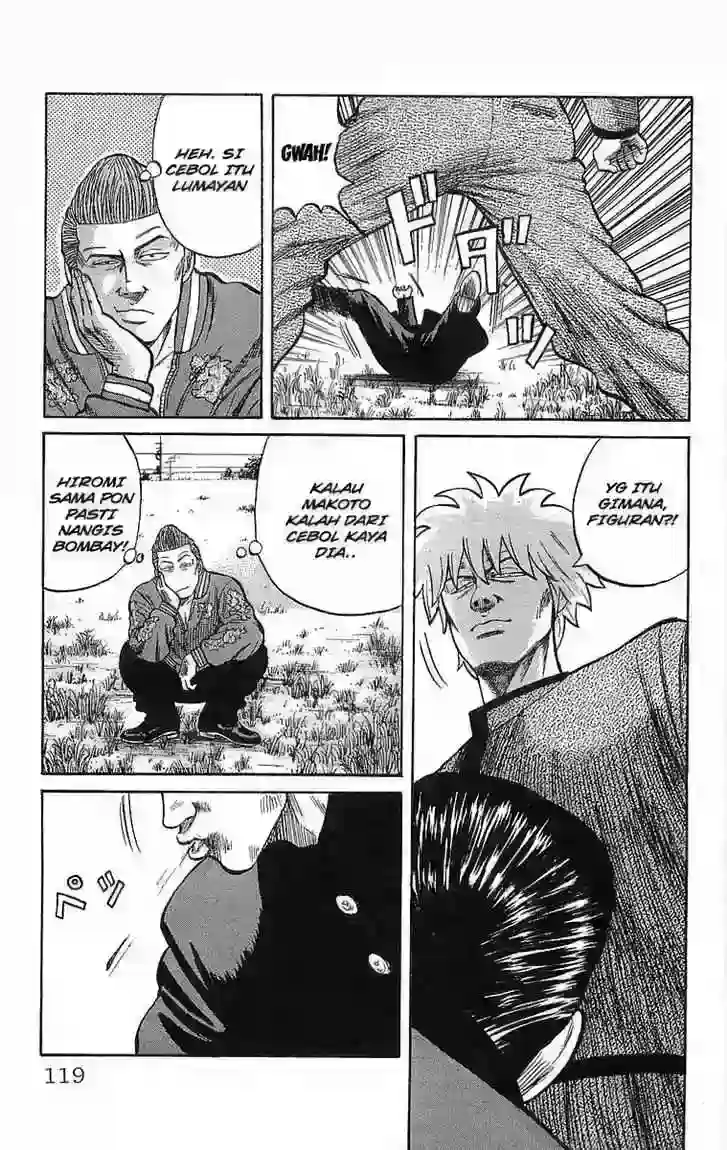 GWAH!
ドダッ
HEH. SI
CEBOL ITU
LUMAYAN
YG ITU
GIMANA,
FIGURAN?!
KALAU
MAKOTO
KALAH DARI
CEBOL KAYA
DIA..
HIROMI
SAMA PON
PASTI
NANGIS
BOMBAY!
ペッ
119